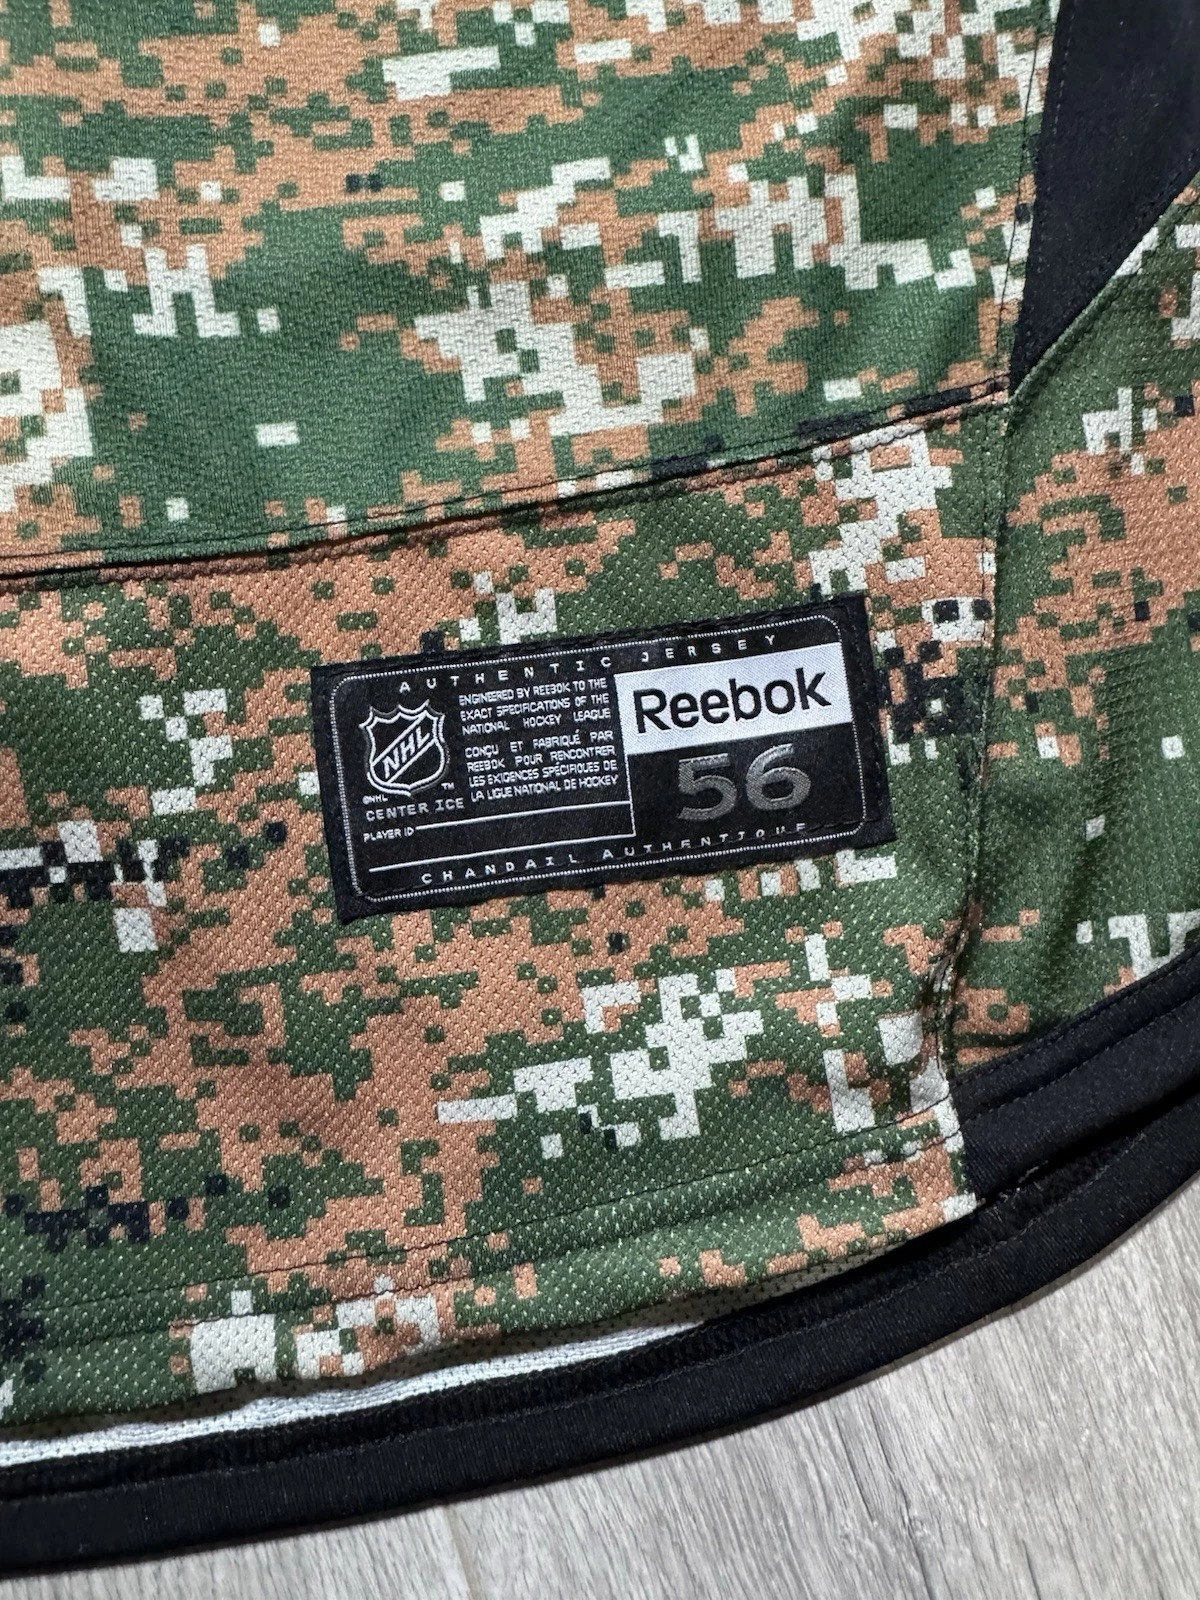 AUTHENTIC JERSEY
ENGINEERED BY REEBOK TO THE
EXACT SPECIFICATIONS OF THE
NATIONAL HOCKEY LEAGUE
CONÇU ET FABRIQUÉ PAR
REEBOK POUR RENCONTRER
LES EXIGENCES SPÉCIFIQUES DE
LA LIGUE NATIONAL DE HOCKEY
NHL
©NHL
TM
CENTER ICE
PLAYER ID
Reebok
56
CHANDAIL AUTHENTIQUE